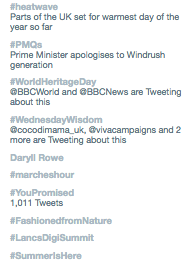 #heatwave
Parts of the UK set for warmest day of the
year so far
#PMQs
Prime Minister apologises to Windrush
generation
#WorldHeritageDay
@BBCWorld and @BBCNews are Tweeting
about this
#WednesdayWisdom
@cocodimama_uk, @vivacampaigns and 2
more are Tweeting about this
Daryll Rowe
#marcheshour
#YouPromised
1,011 Tweets
#FashionedfromNature
#LancsDigiSummit
#SummerIsHere